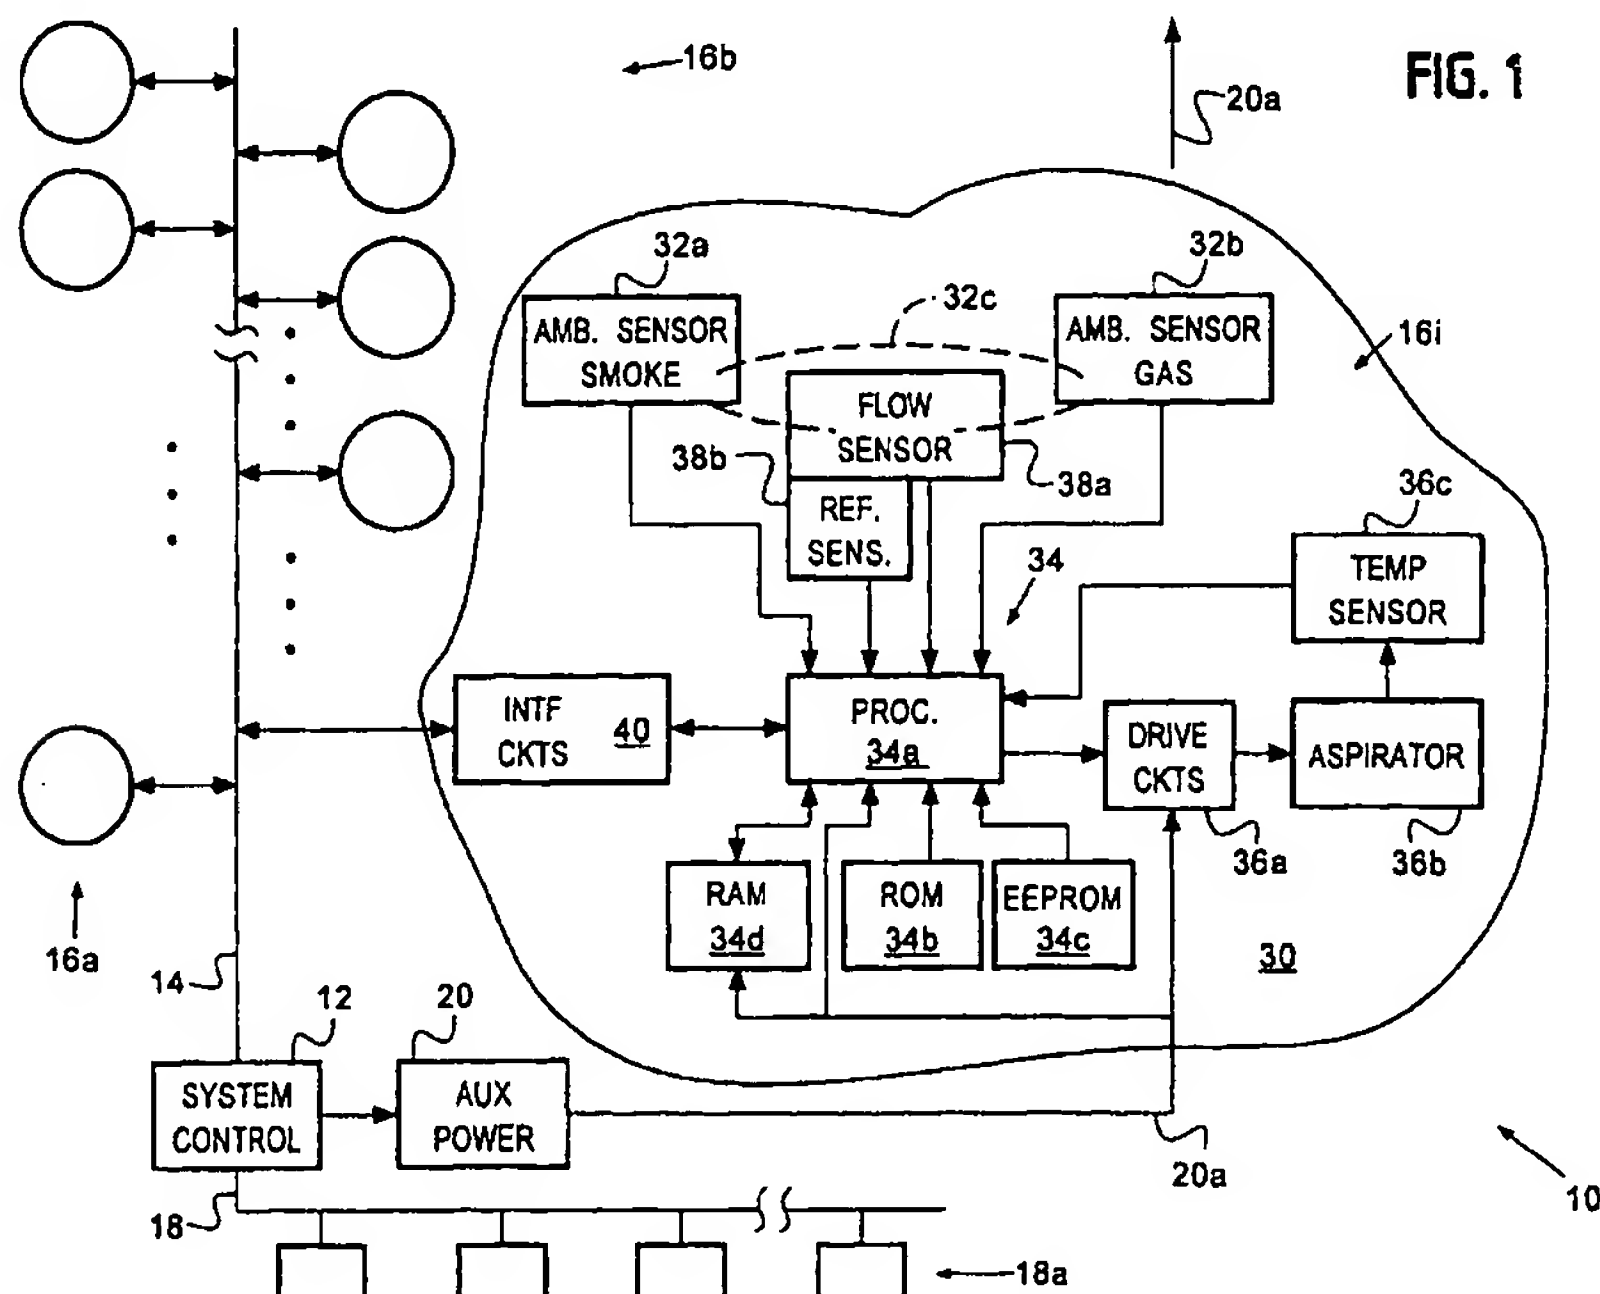 16b
FIG. 1
20a
32a
32b
32c
AMB. SENSOR
SMOKE
AMB. SENSOR
GAS
16i
FLOW
SENSOR
38b
38a
REF.
SENS.
36c
34
TEMP
SENSOR
INTF
CKTS
40
PROC.
34a
DRIVE
CKTS
ASPIRATOR
36a
36b
RAM
34d
ROM
34b
EEPROM
34c
30
16a
14
12
20
SYSTEM
CONTROL
AUX
POWER
20a
10
18
18a